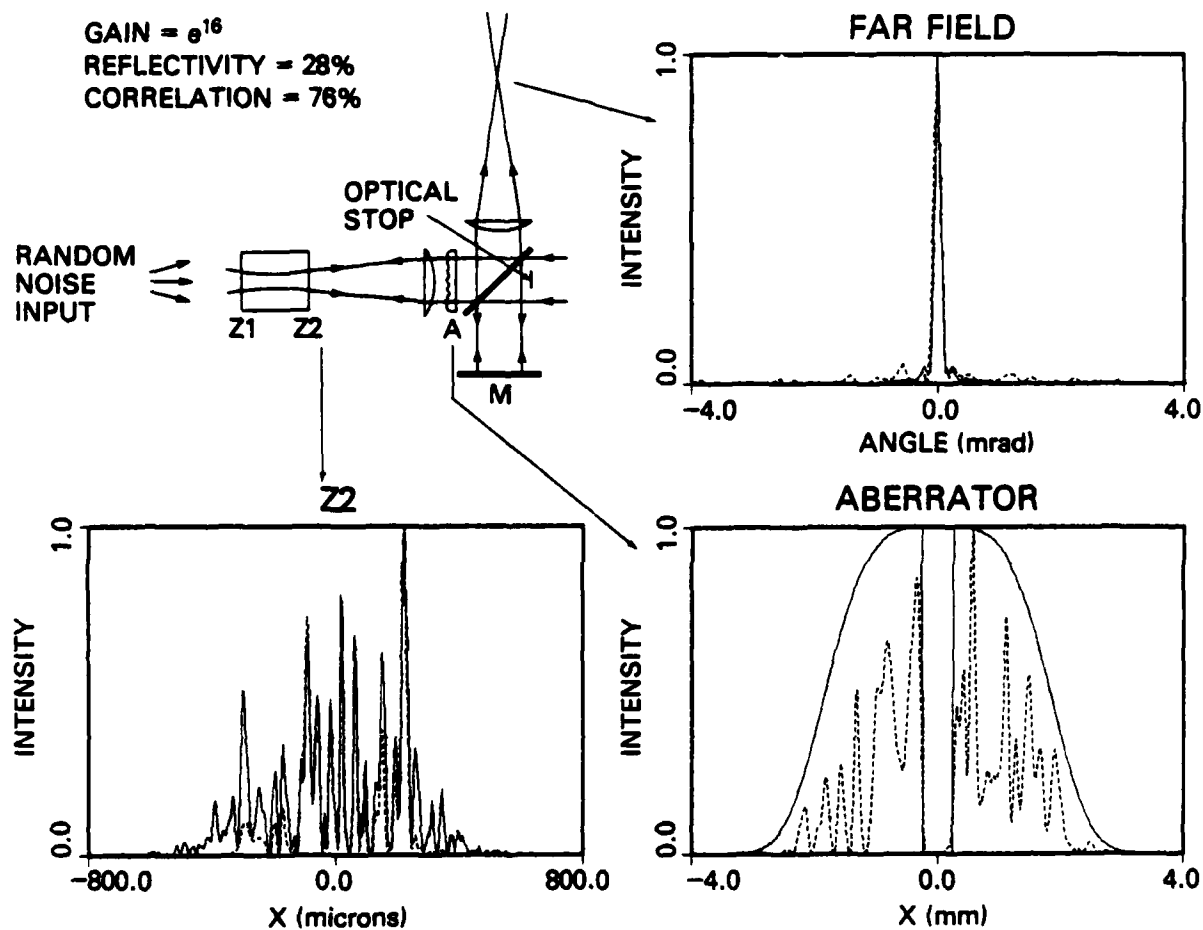 GAIN = e^16
REFLECTIVITY = 28%
CORRELATION = 76%
OPTICAL
STOP
RANDOM
NOISE
INPUT
Z1
Z2
A
M
FAR FIELD
1.0
INTENSITY
0.0
-4.0
0.0
4.0
ANGLE (mrad)
Z2
1.0
INTENSITY
0.0
-800.0
0.0
800.0
X (microns)
ABERRATOR
1.0
INTENSITY
0.0
-4.0
0.0
4.0
X (mm)